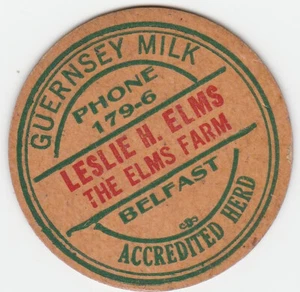 GUERNSEY MILK
PHONE
179-6
LESLIE H. ELMS
THE ELMS FARM
BELFAST
ACCREDITED HERD